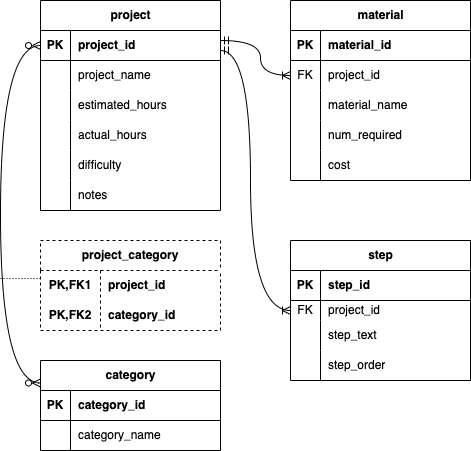 project
PK project_id
project_name
estimated_hours
actual_hours
difficulty
notes
material
PK material_id
FK project_id
material_name
num_required
cost
project_category
PK,FK1 project_id
PK,FK2 category_id
step
PK step_id
FK project_id
step_text
step_order
category
PK category_id
category_name